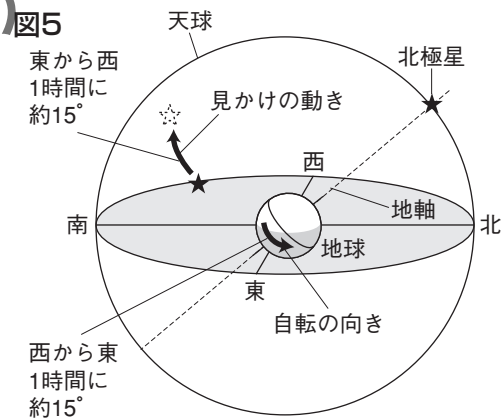 図5
天球
東から西
1時間に
約15°
見かけの動き
北極星
西
地軸
南
北
地球
東
自転の向き
西から東
1時間に
約15°